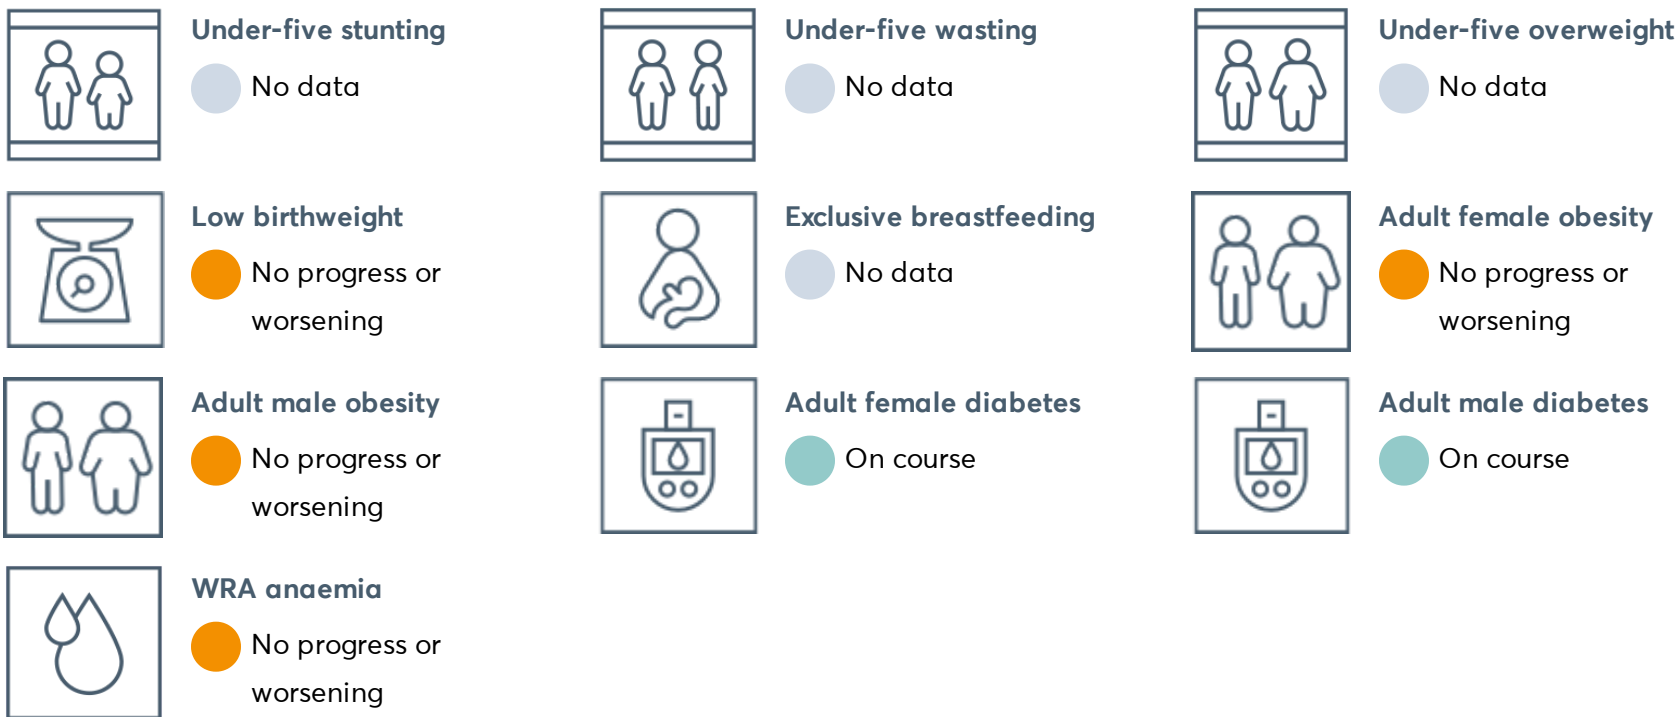 Under-five stunting
No data
Under-five wasting
No data
Under-five overweight
No data
Low birthweight
No progress or
worsening
Exclusive breastfeeding
No data
Adult female obesity
No progress or
worsening
Adult male obesity
No progress or
worsening
Adult female diabetes
On course
Adult male diabetes
On course
WRA anaemia
No progress or
worsening